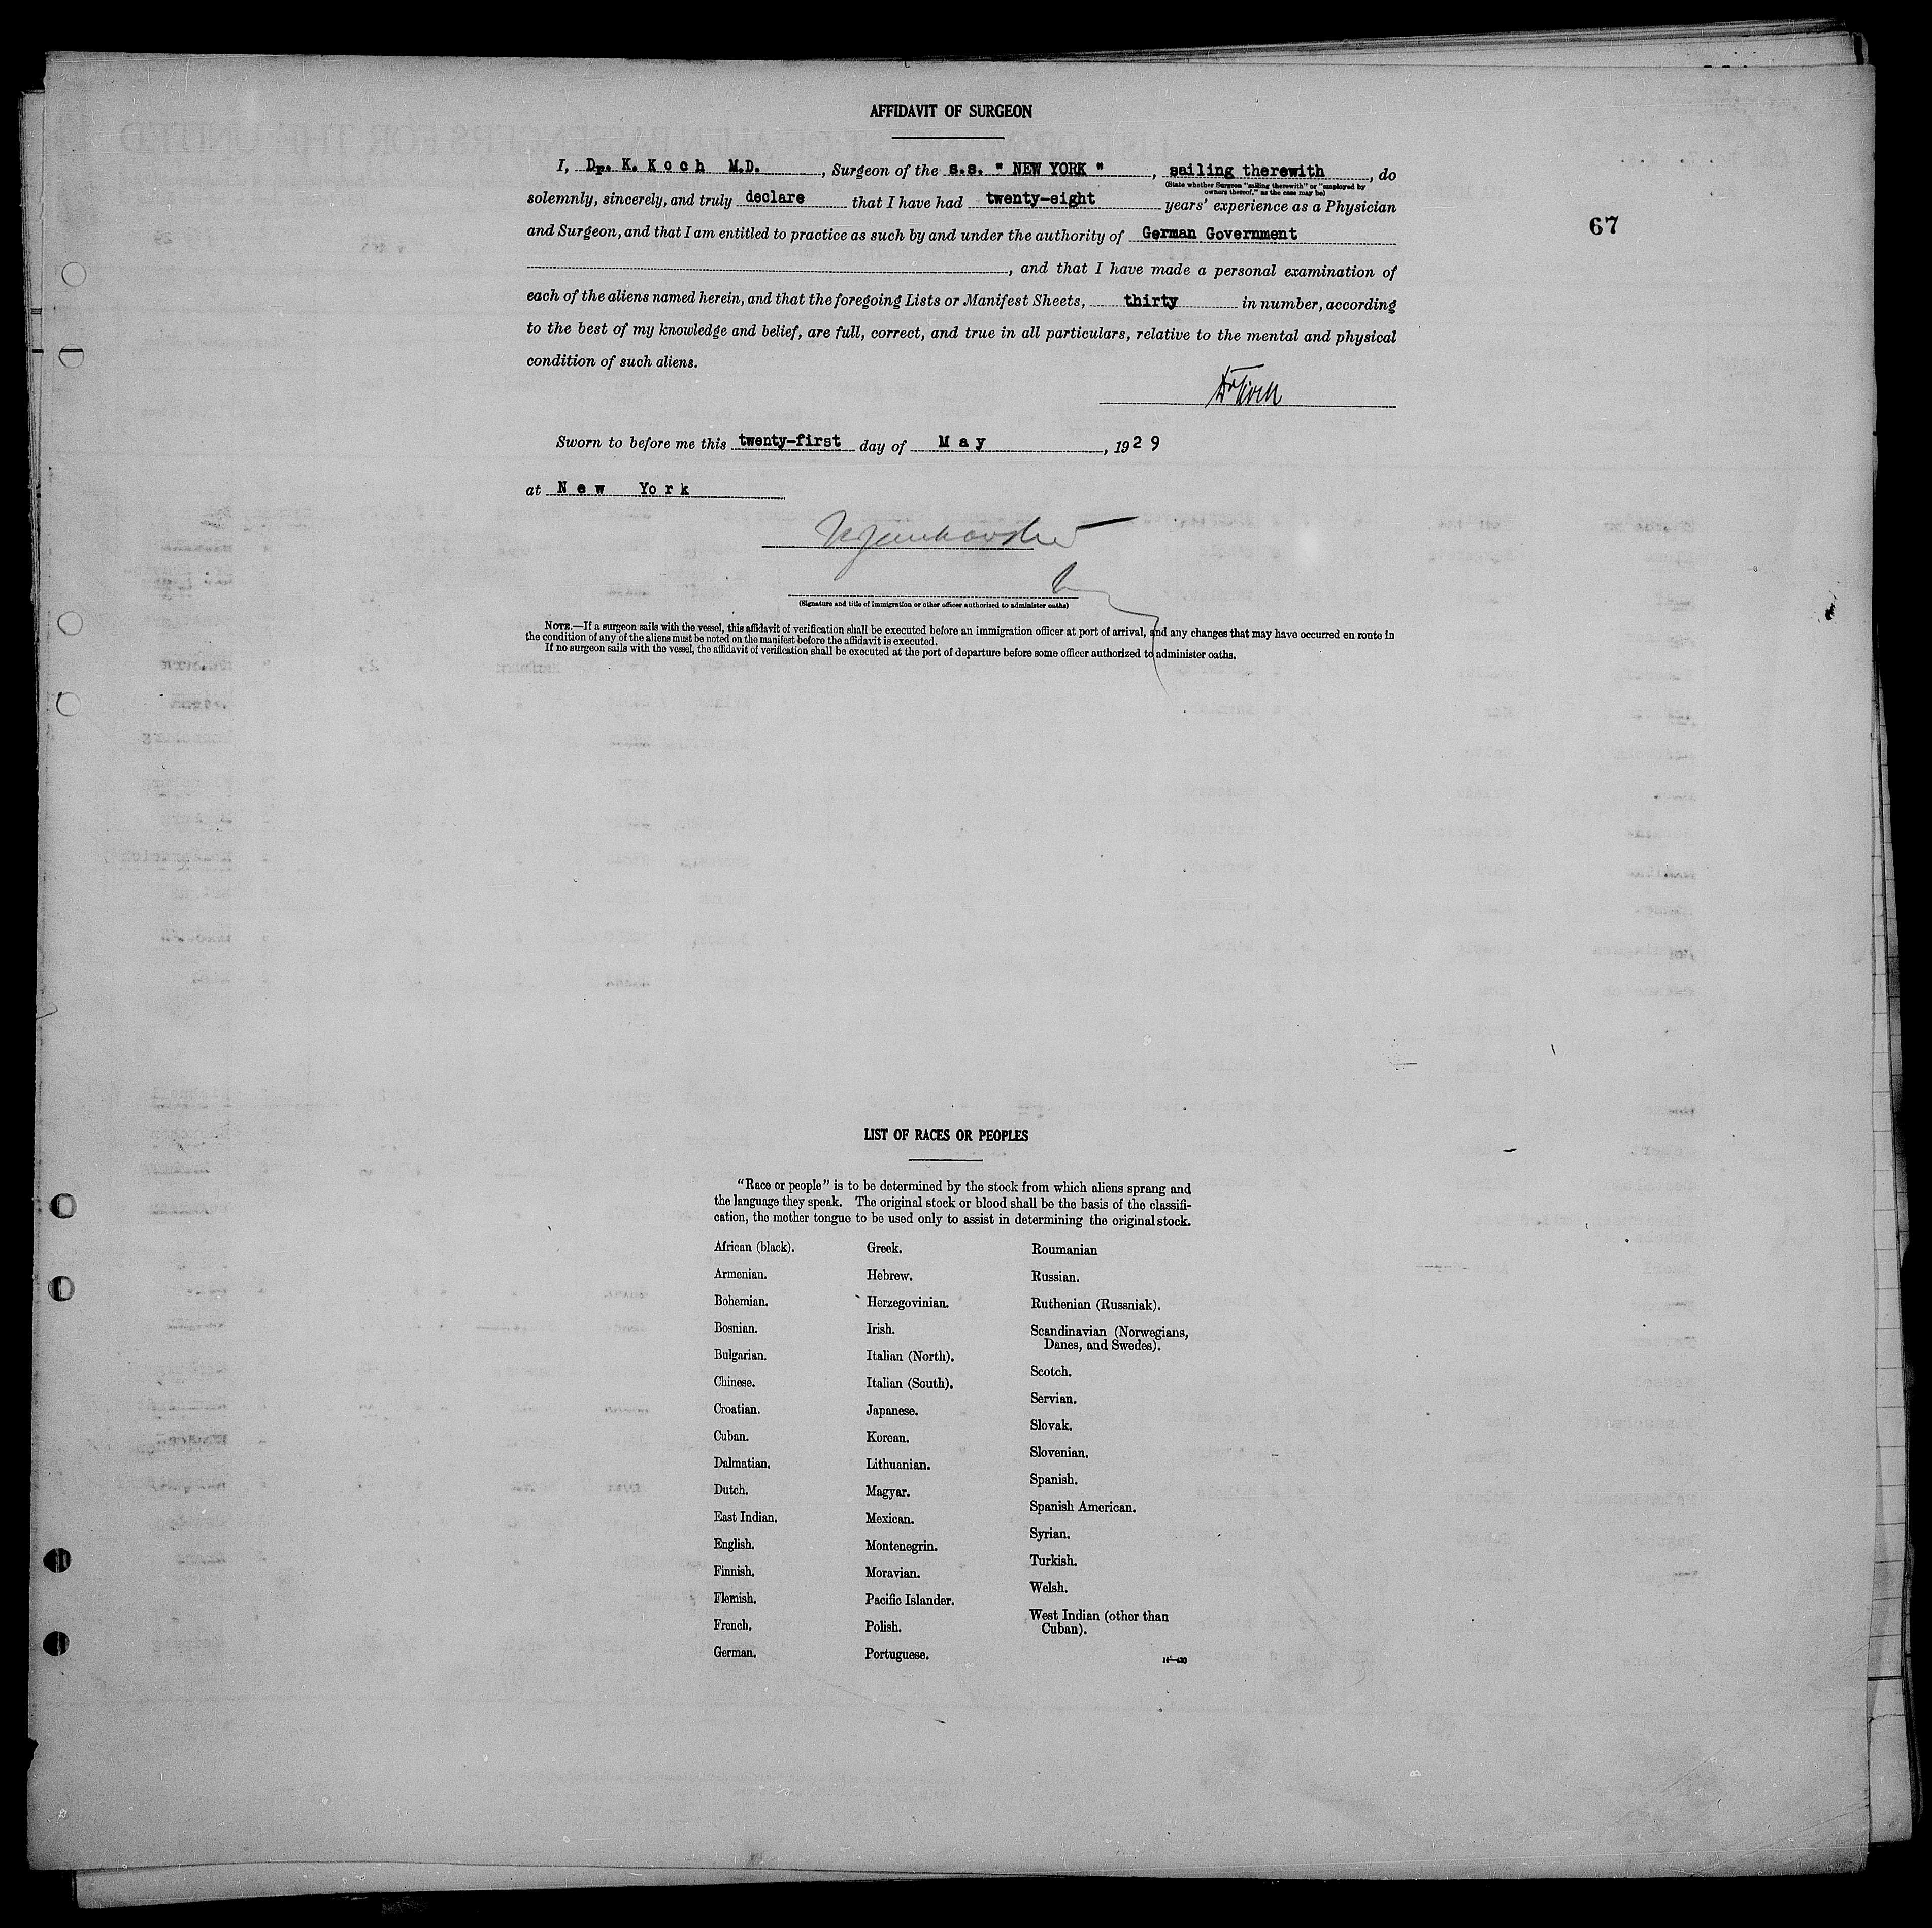 AFFIDAVIT OF SURGEON
I, Dr. K. Koch M.D. , Surgeon of the s.s. " NEW YORK " , sailing therewith , do
(State whether Surgeon "sailing therewith" or "employed by
owners thereof," as the case may be)
solemnly, sincerely, and truly declare that I have had twenty-eight years' experience as a Physician
67
and Surgeon, and that I am entitled to practice as such by and under the authority of German Government
, and that I have made a personal examination of
each of the aliens named herein, and that the foregoing Lists or Manifest Sheets, thirty in number, according
to the best of my knowledge and belief, are full, correct, and true in all particulars, relative to the mental and physical
condition of such aliens.
Dr Koch
Sworn to before me this twenty-first day of May , 1929
at New York
(Signature and title of immigration or other officer authorized to administer oaths)
NOTE.—If a surgeon sails with the vessel, this affidavit of verification shall be executed before an immigration officer at port of arrival, and any changes that may have occurred en route in
the condition of any of the aliens must be noted on the manifest before the affidavit is executed.
If no surgeon sails with the vessel, the affidavit of verification shall be executed at the port of departure before some officer authorized to administer oaths.
LIST OF RACES OR PEOPLES
"Race or people" is to be determined by the stock from which aliens sprang and
the language they speak. The original stock or blood shall be the basis of the classifi-
cation, the mother tongue to be used only to assist in determining the original stock.
African (black).
Armenian.
Bohemian.
Bosnian.
Bulgarian.
Chinese.
Croatian.
Cuban.
Dalmatian.
Dutch.
East Indian.
English.
Finnish.
Flemish.
French.
German.
Greek.
Hebrew.
Herzegovinian.
Irish.
Italian (North).
Italian (South).
Japanese.
Korean.
Lithuanian.
Magyar.
Mexican.
Montenegrin.
Moravian.
Pacific Islander.
Polish.
Portuguese.
Roumanian
Russian.
Ruthenian (Russniak).
Scandinavian (Norwegians,
Danes, and Swedes).
Scotch.
Servian.
Slovak.
Slovenian.
Spanish.
Spanish American.
Syrian.
Turkish.
Welsh.
West Indian (other than
Cuban).